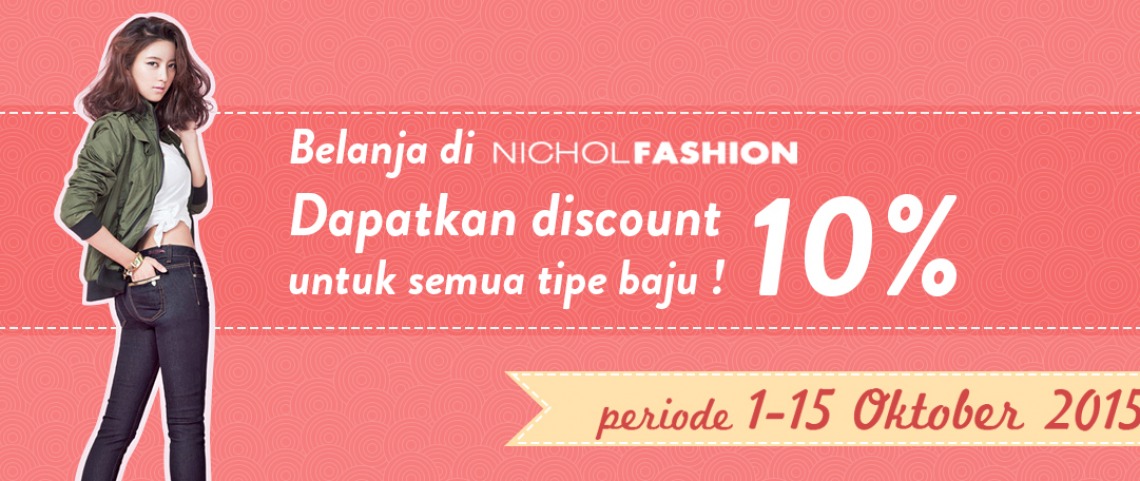 Belanja di NICHOLFASHION
Dapatkan discount 10%
untuk semua tipe baju !
periode 1-15 Oktober 2015